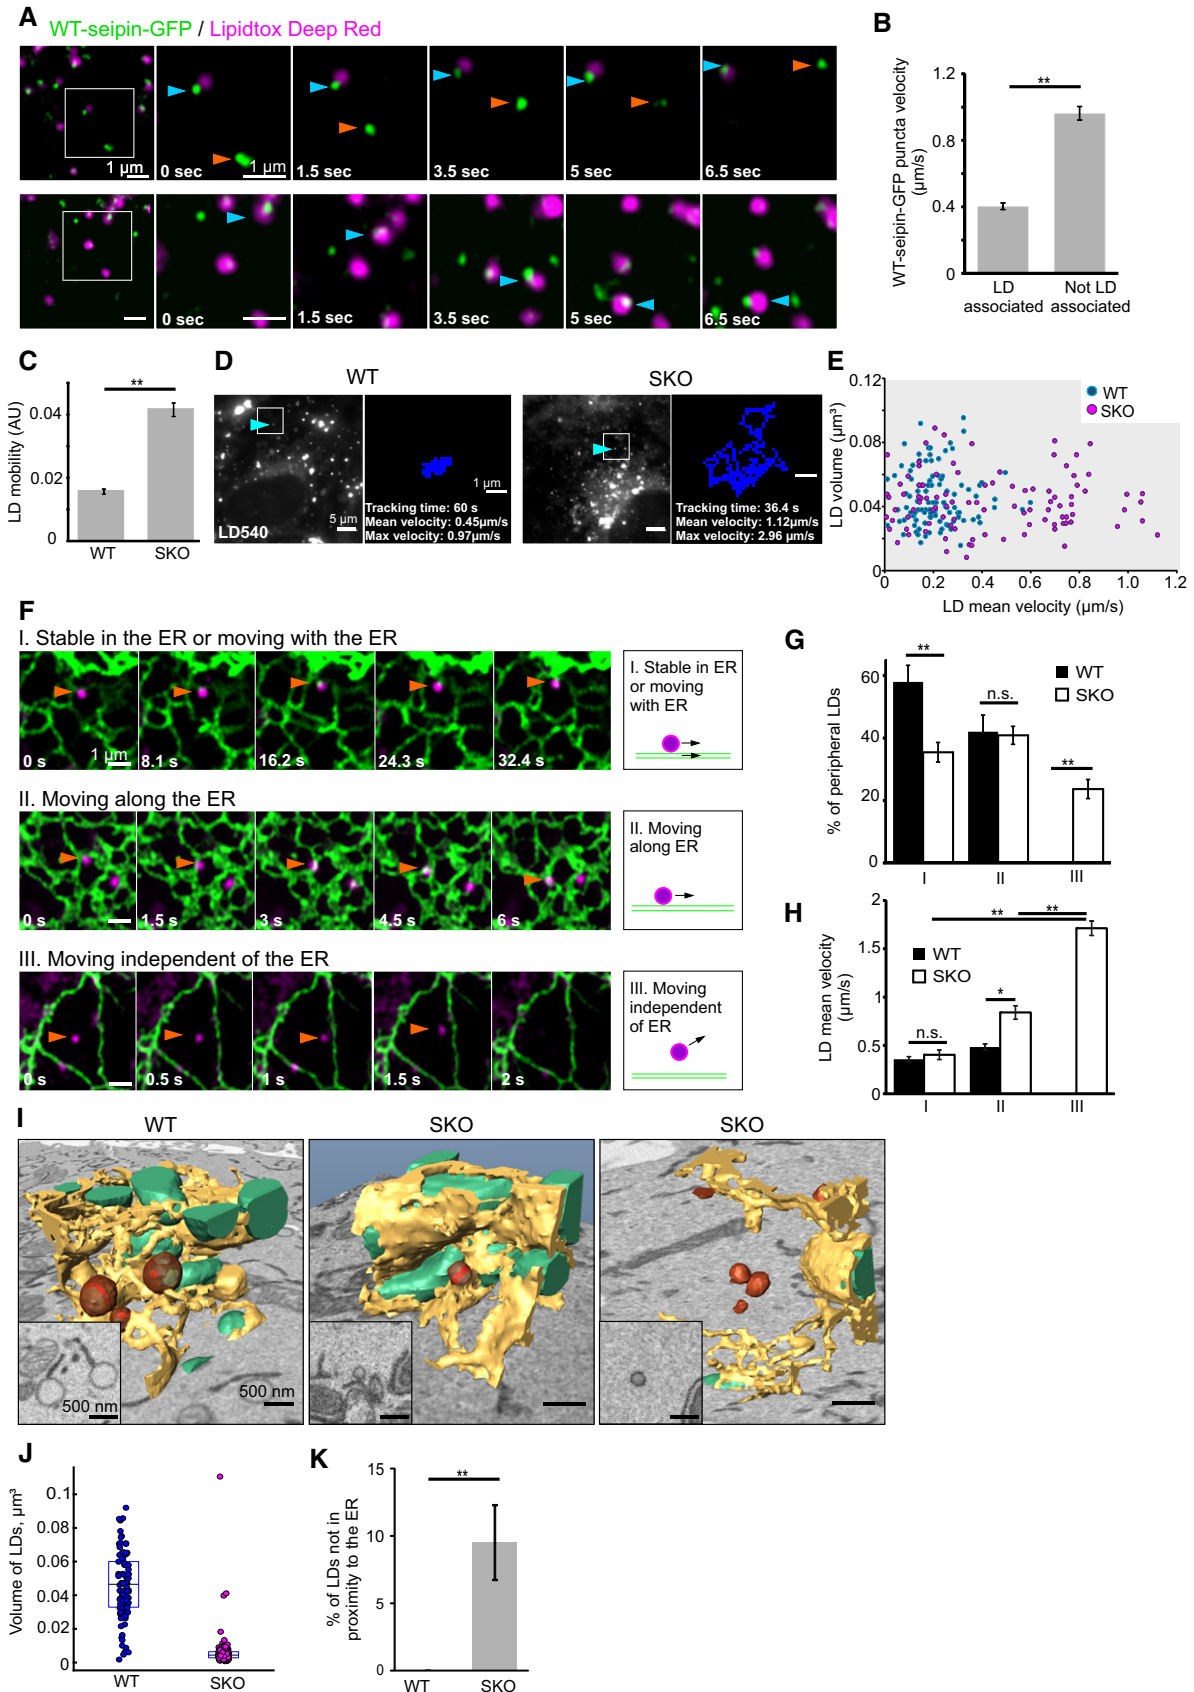 A
WT-seipin-GFP / Lipidtox Deep Red
1 µm
0 sec
1 µm
1.5 sec
3.5 sec
5 sec
6.5 sec
0 sec
1.5 sec
3.5 sec
5 sec
6.5 sec
B
WT-seipin-GFP puncta velocity
(µm/s)
1.2
0.8
0.4
0
**
LD
associated
Not LD
associated
C
LD mobility (AU)
0.04
0.02
0
**
WT
SKO
D
WT
SKO
LD540
5 µm
1 µm
Tracking time: 60 s
Mean velocity: 0.45µm/s
Max velocity: 0.97µm/s
Tracking time: 36.4 s
Mean velocity: 1.12µm/s
Max velocity: 2.96 µm/s
E
LD volume (µm³)
0.12
0.08
0.04
0
WT
SKO
0
0.2
0.4
0.6
0.8
1.0
1.2
LD mean velocity (µm/s)
F
I. Stable in the ER or moving with the ER
0 s
1 µm
8.1 s
16.2 s
24.3 s
32.4 s
I. Stable in ER
or moving
with ER
II. Moving along the ER
0 s
1.5 s
3 s
4.5 s
6 s
II. Moving
along ER
III. Moving independent of the ER
0 s
0.5 s
1 s
1.5 s
2 s
III. Moving
independent
of ER
G
% of peripheral LDs
60
40
20
0
**
n.s.
**
WT
SKO
I
II
III
H
LD mean velocity
(µm/s)
2
1.5
1
0.5
0
**
**
WT
SKO
n.s.
*
I
II
III
I
WT
SKO
SKO
500 nm
500 nm
J
Volume of LDs, µm³
0.1
0.08
0.06
0.04
0.02
0
WT
SKO
K
% of LDs not in
proximity to the ER
15
10
5
0
**
WT
SKO